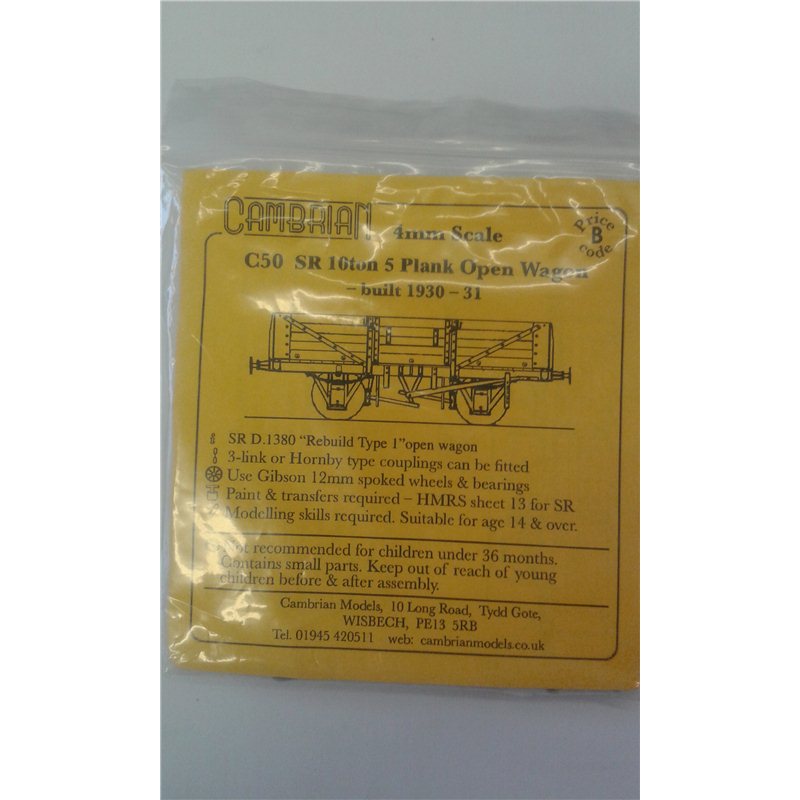 CAMBRIAN
4mm Scale
Price
B
code
C50 SR 10ton 5 Plank Open Wagon
– built 1930 – 31
SR D.1380 “Rebuild Type 1”open wagon
3-link or Hornby type couplings can be fitted
Use Gibson 12mm spoked wheels & bearings
Paint & transfers required – HMRS sheet 13 for SR
Modelling skills required. Suitable for age 14 & over.
Not recommended for children under 36 months.
Contains small parts. Keep out of reach of young
children before & after assembly.
Cambrian Models, 10 Long Road, Tydd Gote,
WISBECH, PE13 5RB
Tel. 01945 420511 web: cambrianmodels.co.uk